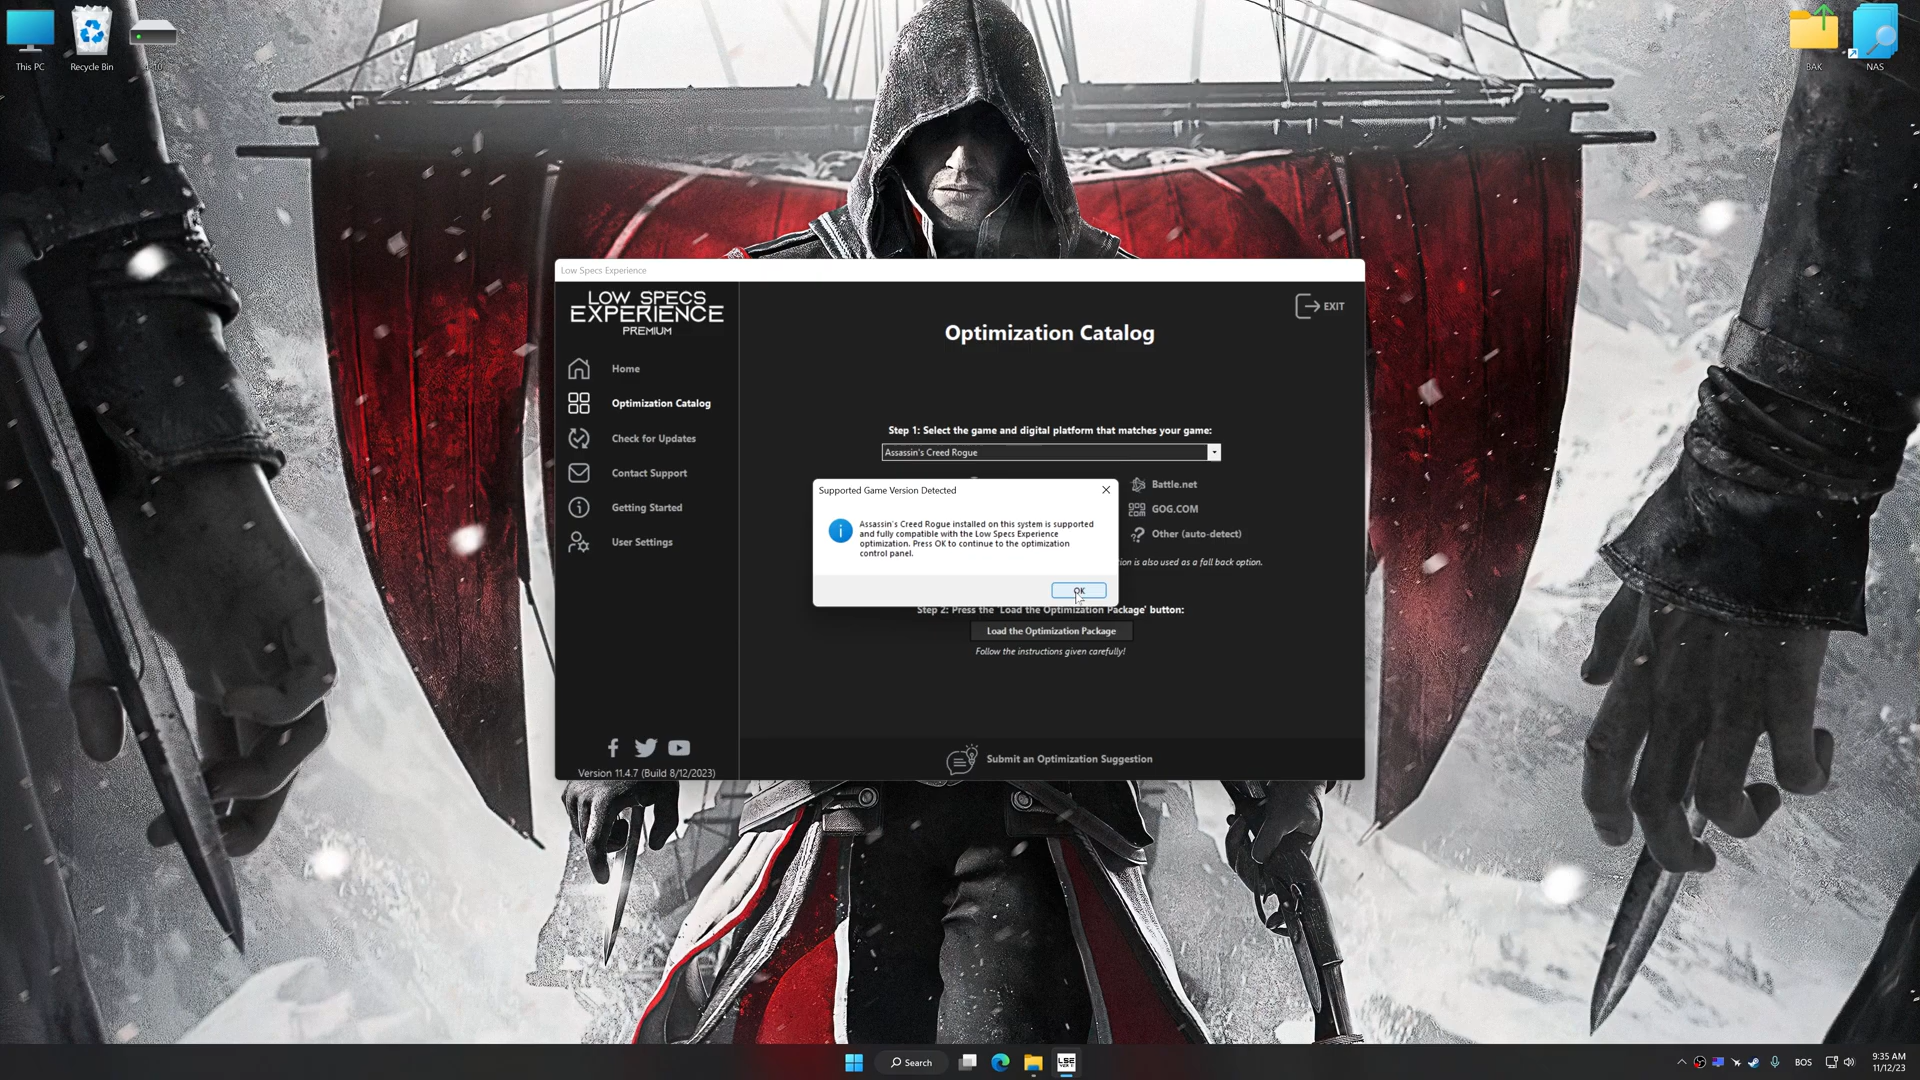 This PC
Recycle Bin
BAK
NAS
Low Specs Experience
LOW SPECS
EXPERIENCE
PREMIUM
EXIT
Optimization Catalog
Home
Optimization Catalog
Check for Updates
Contact Support
Getting Started
User Settings
Step 1: Select the game and digital platform that matches your game:
Assassin's Creed Rogue
Battle.net
GOG.COM
Other (auto-detect)
is also used as a fall back option.
Supported Game Version Detected
Assassin's Creed Rogue installed on this system is supported
and fully compatible with the Low Specs Experience
optimization. Press OK to continue to the optimization
control panel.
OK
Step 2: Press the 'Load the Optimization Package' button:
Load the Optimization Package
Follow the instructions given carefully!
Submit an Optimization Suggestion
Version 11.4.7 (Build 8/12/2023)
Search
LSE
BOS
9:35 AM
11/12/23